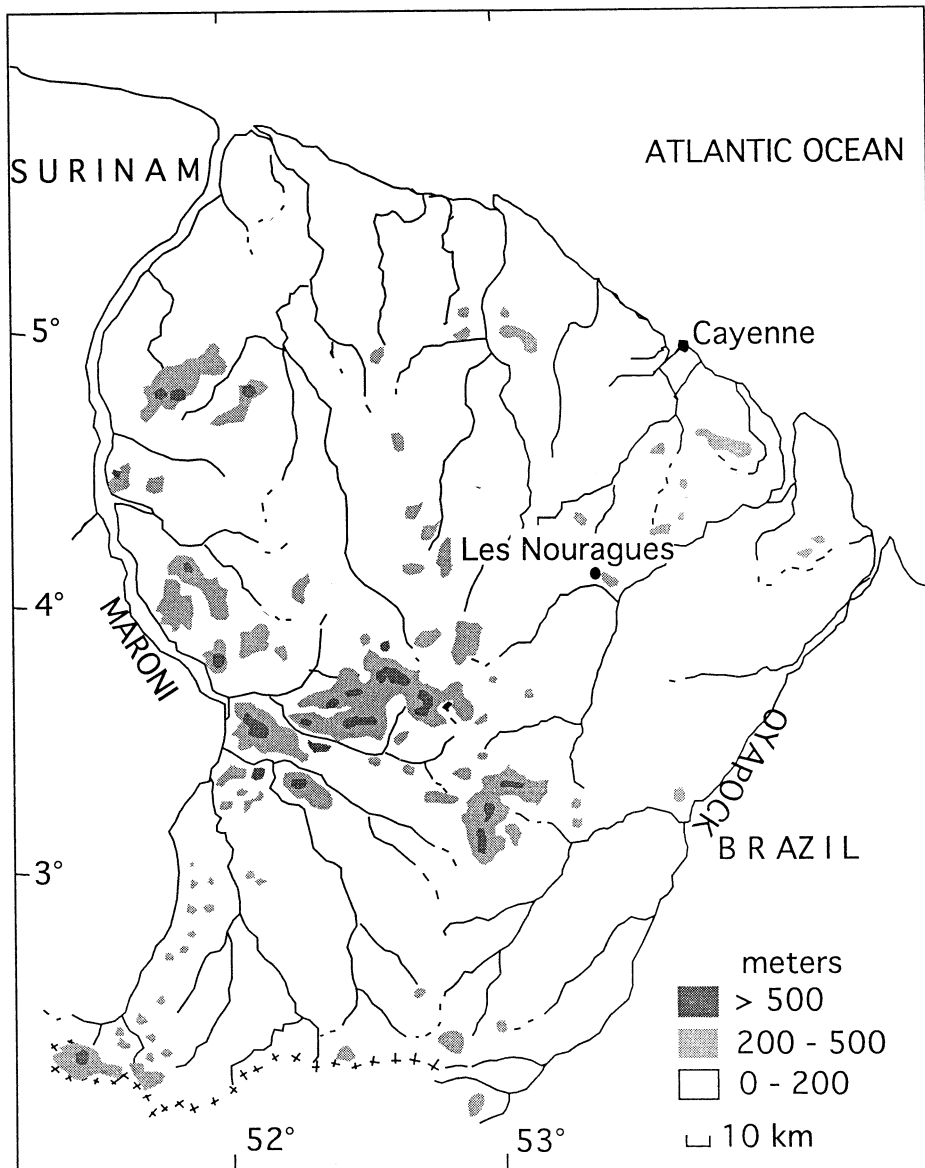 ATLANTIC OCEAN
SURINAM
5°
Cayenne
Les Nouragues
4°
MARONI
OYAPOCK
BRAZIL
3°
meters
> 500
200 - 500
0 - 200
10 km
52°
53°